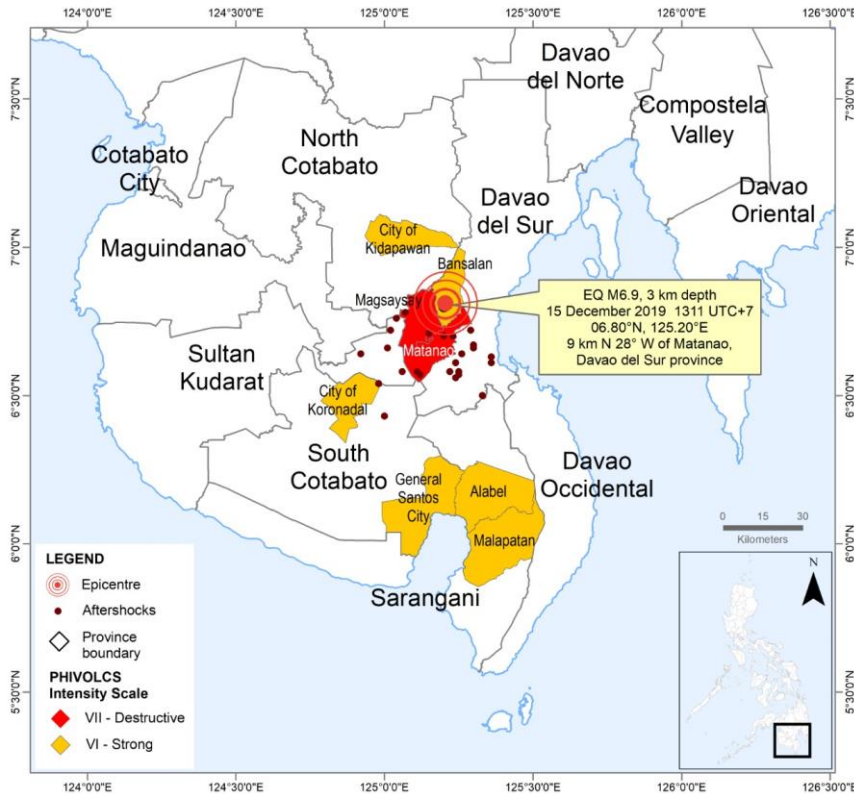 124°0'0"E
124°30'0"E
125°0'0"E
125°30'0"E
126°0'0"E
126°30'0"E
7°30'0"N
7°0'0"N
6°30'0"N
6°0'0"N
5°30'0"N
7°30'0"N
7°0'0"N
6°30'0"N
6°0'0"N
5°30'0"N
Davao
del Norte
Compostela
Valley
North
Cotabato
Cotabato
City
Davao
Oriental
Davao
del Sur
City of
Kidapawan
Maguindanao
Bansalan
Magsaysay
EQ M6.9, 3 km depth
15 December 2019 1311 UTC+7
06.80°N, 125.20°E
9 km N 28° W of Matanao,
Davao del Sur province
Matanao
Sultan
Kudarat
City of
Koronadal
South
Cotabato
General
Santos
City
Alabel
Davao
Occidental
Malapatan
Sarangani
0 15 30
Kilometers
N
LEGEND
Epicentre
Aftershocks
Province
boundary
PHIVOLCS
Intensity Scale
VII - Destructive
VI - Strong
124°0'0"E
124°30'0"E
125°0'0"E
125°30'0"E
126°0'0"E
126°30'0"E